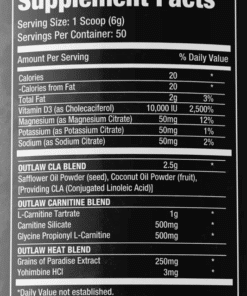 Supplement Facts
Serving Size: 1 Scoop (6g)
Servings Per Container: 50
Amount Per Serving % Daily Value
Calories 20 *
-Calories from Fat 20 *
Total Fat 2g 3%
Vitamin D3 (as Cholecaciferol) 10,000 IU 2,500%
Magnesium (as Magnesium Citrate) 50mg 12%
Potassium (as Potassium Citrate) 50mg 1%
Sodium (as Sodium Citrate) 50mg 2%
OUTLAW CLA BLEND 2.5g *
Safflower Oil Powder (seed), Coconut Oil Powder (fruit),
[Providing CLA (Conjugated Linoleic Acid)]
OUTLAW CARNITINE BLEND
L-Carnitine Tartrate 1g *
Carnitine Silicate 500mg *
Glycine Propionyl L-Carnitine 500mg *
OUTLAW HEAT BLEND
Grains of Paradise Extract 250mg *
Yohimbine HCl 3mg *
*Daily Value not established.